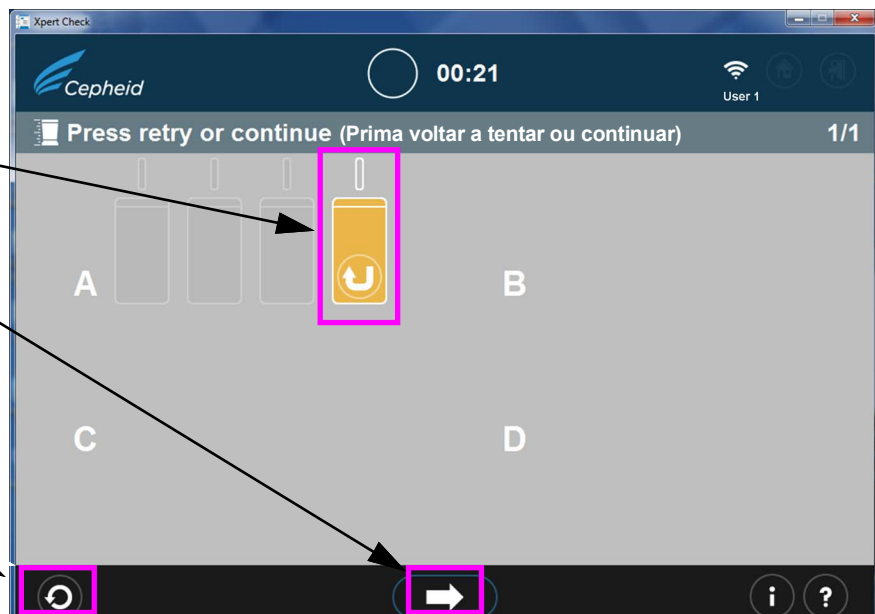 Xpert Check
Cepheid
00:21
User 1
Press retry or continue (Prima voltar a tentar ou continuar)
1/1
A
B
C
D
i
?